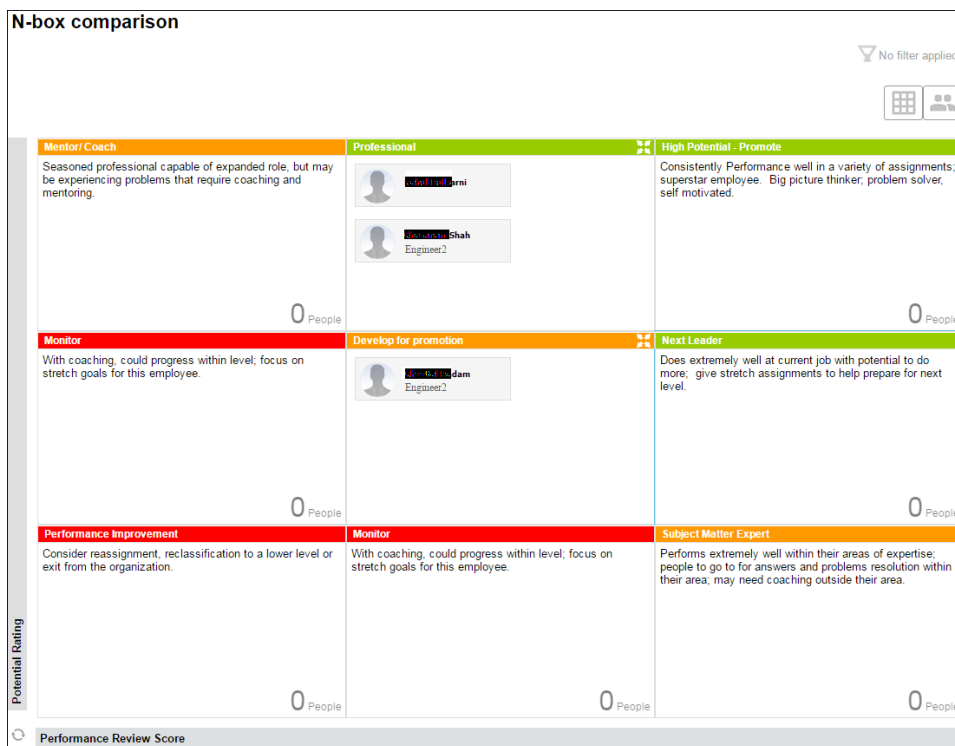 N-box comparison
No filter applied
Mentor/ Coach
Seasoned professional capable of expanded role, but may
be experiencing problems that require coaching and
mentoring.
0 People
Professional
arni
Shah
Engineer2
High Potential - Promote
Consistently Performance well in a variety of assignments;
superstar employee. Big picture thinker; problem solver,
self motivated.
0 People
Monitor
With coaching, could progress within level; focus on
stretch goals for this employee.
0 People
Develop for promotion
dam
Engineer2
Next Leader
Does extremely well at current job with potential to do
more; give stretch assignments to help prepare for next
level.
0 People
Performance Improvement
Consider reassignment, reclassification to a lower level or
exit from the organization.
0 People
Monitor
With coaching, could progress within level; focus on
stretch goals for this employee.
0 People
Subject Matter Expert
Performs extremely well within their areas of expertise;
people to go to for answers and problems resolution within
their area; may need coaching outside their area.
0 People
Potential Rating
Performance Review Score